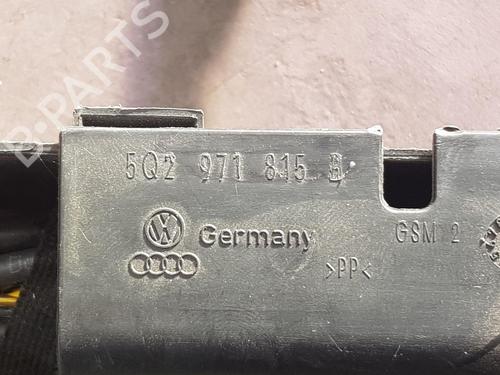 B-PARTS
5Q2 971 815 B
Germany
GSM 2
>PP<